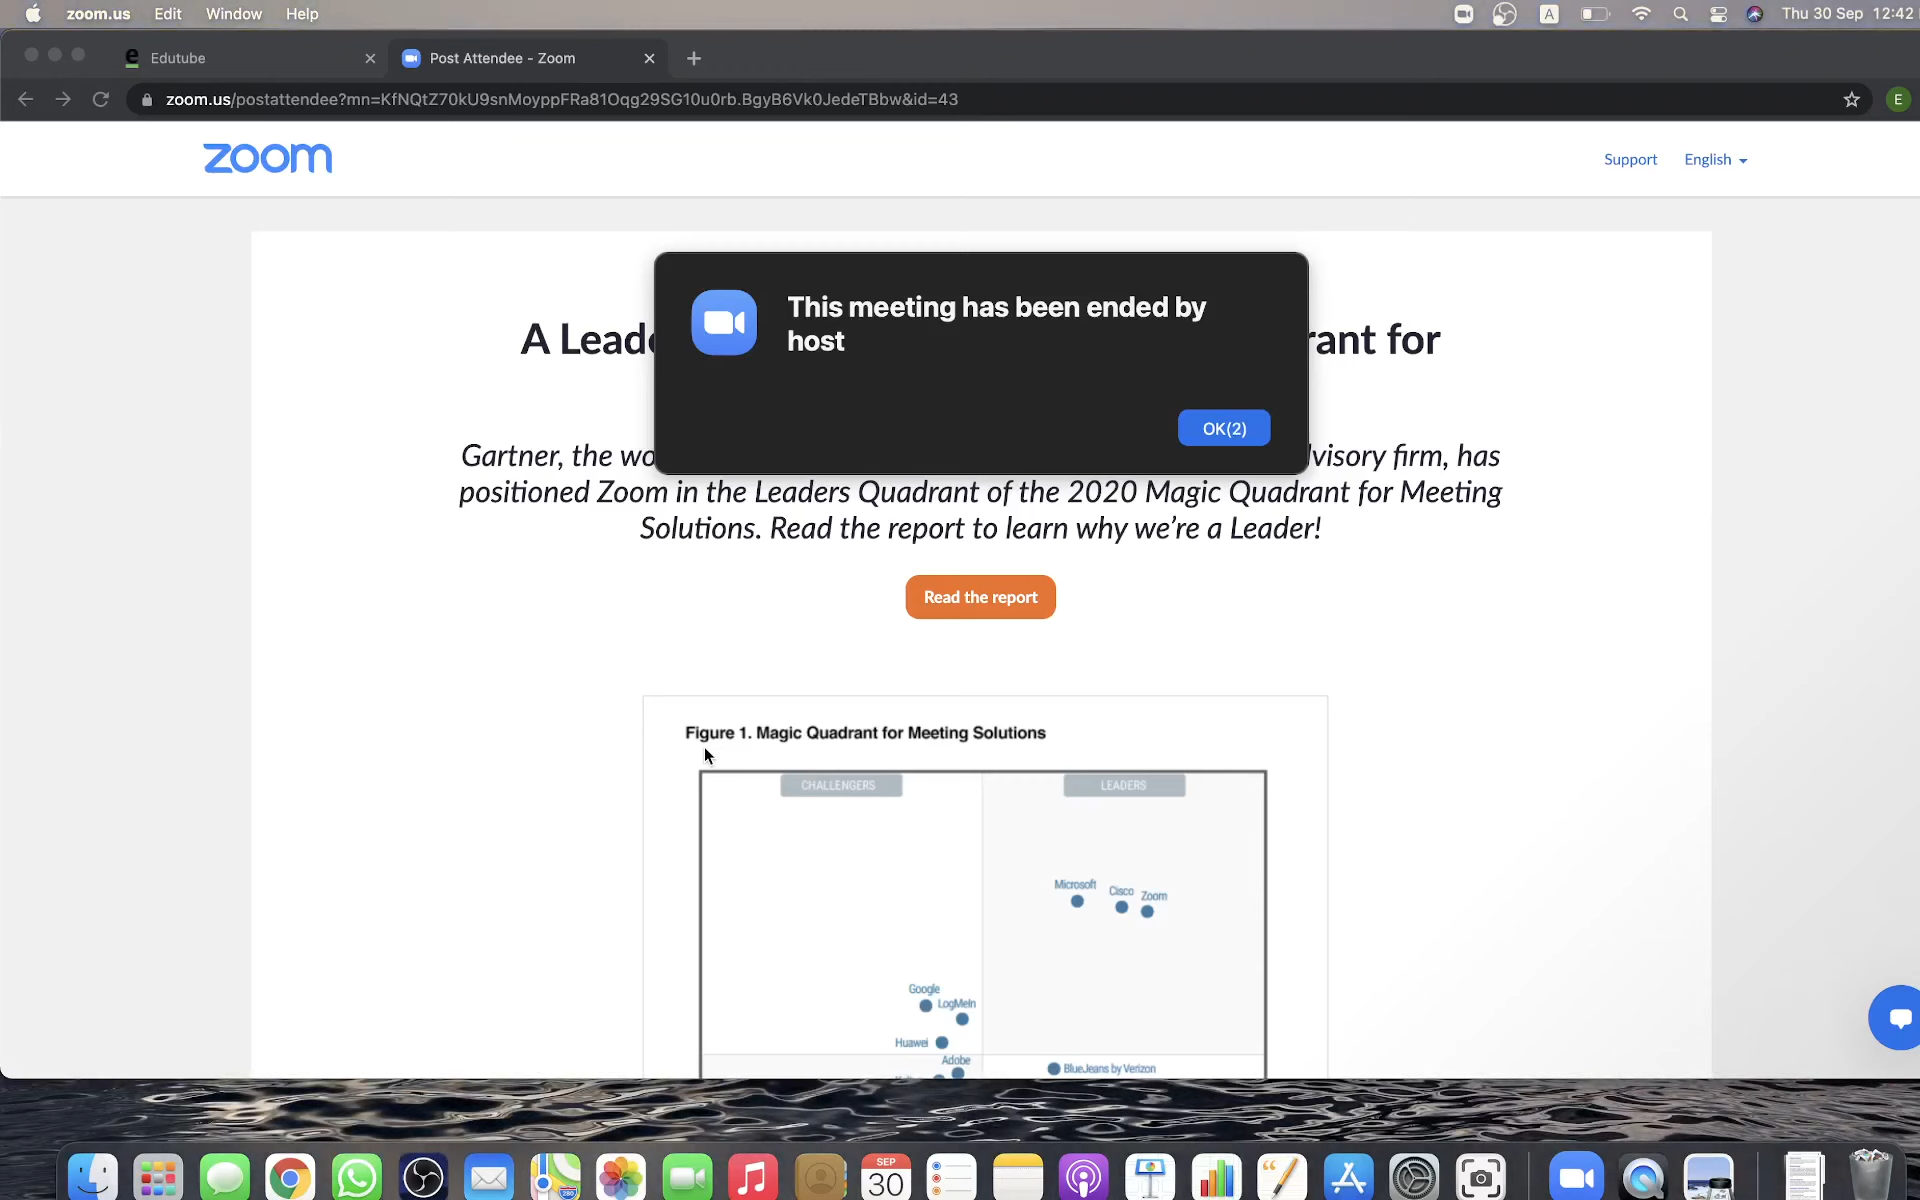 zoom.us Edit Window Help
A
Thu 30 Sep 12:42
e Edutube
Post Attendee - Zoom
zoom.us/postattendee?mn=KfNQtZ70kU9snMoyppFRa81Oqg29SG10u0rb.BgyB6Vk0JedeTBbw&id=43
E
zoom
Support English
This meeting has been ended by
host
OK(2)
A Lead
rant for
Gartner, the wo
visory firm, has
positioned Zoom in the Leaders Quadrant of the 2020 Magic Quadrant for Meeting
Solutions. Read the report to learn why we're a Leader!
Read the report
Figure 1. Magic Quadrant for Meeting Solutions
CHALLENGERS
LEADERS
Microsoft
Cisco
Zoom
Google
LogMeIn
Huawei
Adobe
BlueJeans by Verizon
SEP
30
280